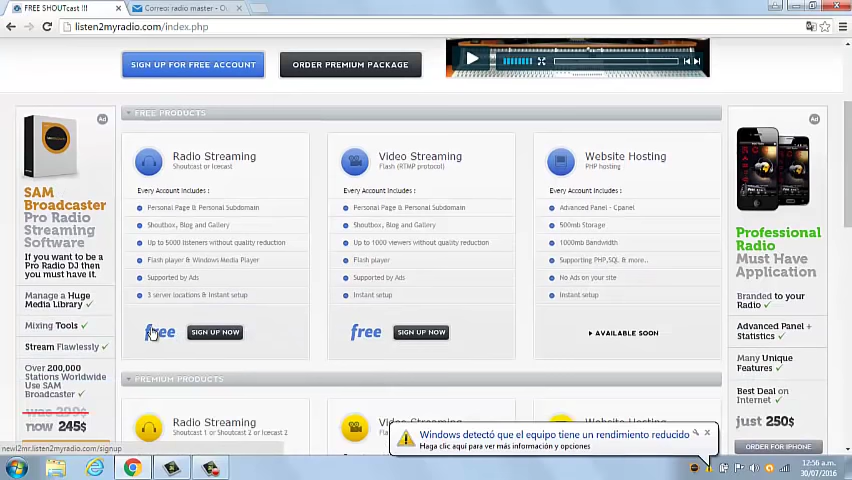 FREE SHOUTcast !!!
Correo: radio master - O...
listen2myradio.com/index.php
SIGN UP FOR FREE ACCOUNT
ORDER PREMIUM PACKAGE
FREE PRODUCTS
Ad
SAM
Broadcaster
Pro Radio
Streaming
Software
If you want to be
a Pro Radio DJ then
you must have it.
Manage a Huge
Media Library ✓
Mixing Tools ✓
Stream Flawlessly ✓
Over 200,000
Stations Worldwide
Use SAM
Broadcaster ✓
was 299$
now 245$
Radio Streaming
Shoutcast or Icecast
Every Account Includes :
Personal Page & Personal Subdomain
Shoutbox, Blog and Gallery
Up to 5000 listeners without quality reduction
Flash player & Windows Media Player
Supported by Ads
3 server locations & Instant setup
free
SIGN UP NOW
Video Streaming
Flash (RTMP protocol)
Every Account Includes :
Personal Page & Personal Subdomain
Shoutbox, Blog and Gallery
Up to 1000 viewers without quality reduction
Flash player
Supported by Ads
Instant setup
free
SIGN UP NOW
Website Hosting
PHP hosting
Every Account Includes :
Advanced Panel - Cpanel
500mb Storage
1000mb Bandwidth
Supporting PHP,SQL & more..
No Ads on your site
Instant setup
AVAILABLE SOON
Ad
Professional
Radio
Must Have
Application
Branded to your
Radio ✓
Advanced Panel +
Statistics ✓
Many Unique
Features ✓
Best Deal on
Internet ✓
just 250$
ORDER FOR IPHONE
PREMIUM PRODUCTS
Radio Streaming
Shoutcast 1 or Shoutcast 2 or Icecast 2
Video Streaming
Website Hosting
Windows detectó que el equipo tiene un rendimiento reducido
Haga clic aquí para ver más información y opciones
newl2mr.listen2myradio.com/signup
12:56 a.m.
30/07/2016